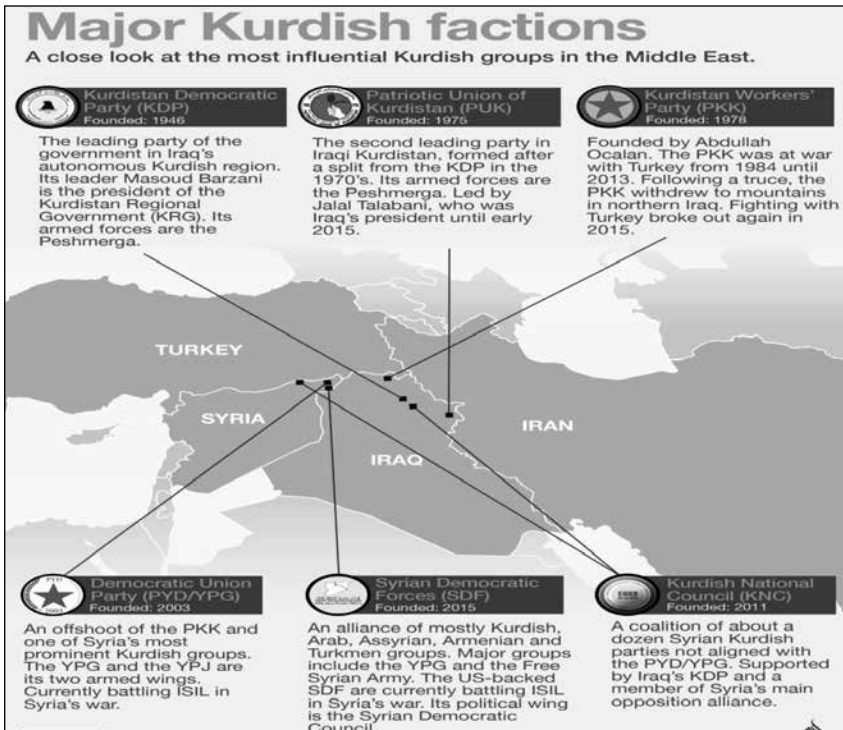 Major Kurdish factions
A close look at the most influential Kurdish groups in the Middle East.
Kurdistan Democratic
Party (KDP)
Founded: 1946
The leading party of the
government in Iraq's
autonomous Kurdish region.
Its leader Masoud Barzani
is the president of the
Kurdistan Regional
Government (KRG). Its
armed forces are the
Peshmerga.
Patriotic Union of
Kurdistan (PUK)
Founded: 1975
The second leading party in
Iraqi Kurdistan, formed after
a split from the KDP in the
1970's. Its armed forces are
the Peshmerga. Led by
Jalal Talabani, who was
Iraq's president until early
2015.
Kurdistan Workers'
Party (PKK)
Founded: 1978
Founded by Abdullah
Ocalan. The PKK was at war
with Turkey from 1984 until
2013. Following a truce, the
PKK withdrew to mountains
in northern Iraq. Fighting with
Turkey broke out again in
2015.
TURKEY
SYRIA
IRAQ
IRAN
PYD
2003
Democratic Union
Party (PYD/YPG)
Founded: 2003
An offshoot of the PKK and
one of Syria's most
prominent Kurdish groups.
The YPG and the YPJ are
its two armed wings.
Currently battling ISIL in
Syria's war.
Syrian Democratic
Forces (SDF)
Founded: 2015
An alliance of mostly Kurdish,
Arab, Assyrian, Armenian and
Turkmen groups. Major groups
include the YPG and the Free
Syrian Army. The US-backed
SDF are currently battling ISIL
in Syria's war. Its political wing
is the Syrian Democratic
Council
Kurdish National
Council (KNC)
Founded: 2011
A coalition of about a
dozen Syrian Kurdish
parties not aligned with
the PYD/YPG. Supported
by Iraq's KDP and a
member of Syria's main
opposition alliance.